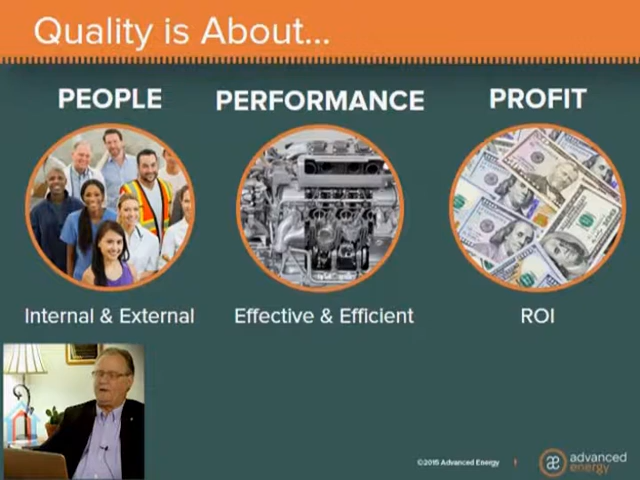 Quality is About...
PEOPLE
PERFORMANCE
PROFIT
Internal & External
Effective & Efficient
ROI
©2015 Advanced Energy
æ
advanced
energy